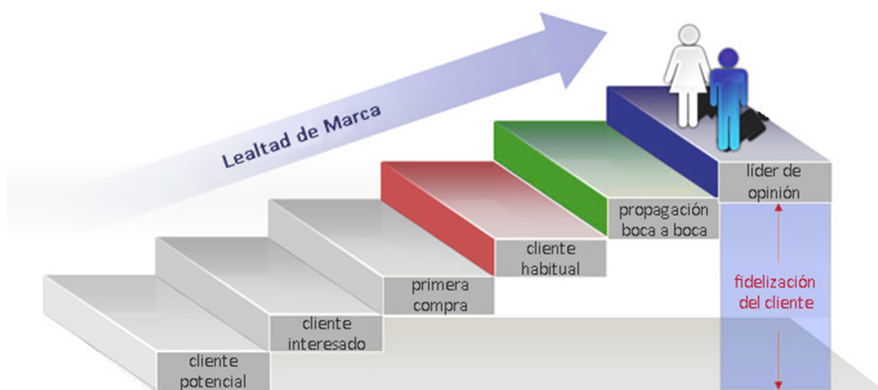 Lealtad de Marca
líder de
opinión
propagación
boca a boca
cliente
habitual
fidelización
del cliente
primera
compra
cliente
interesado
cliente
potencial